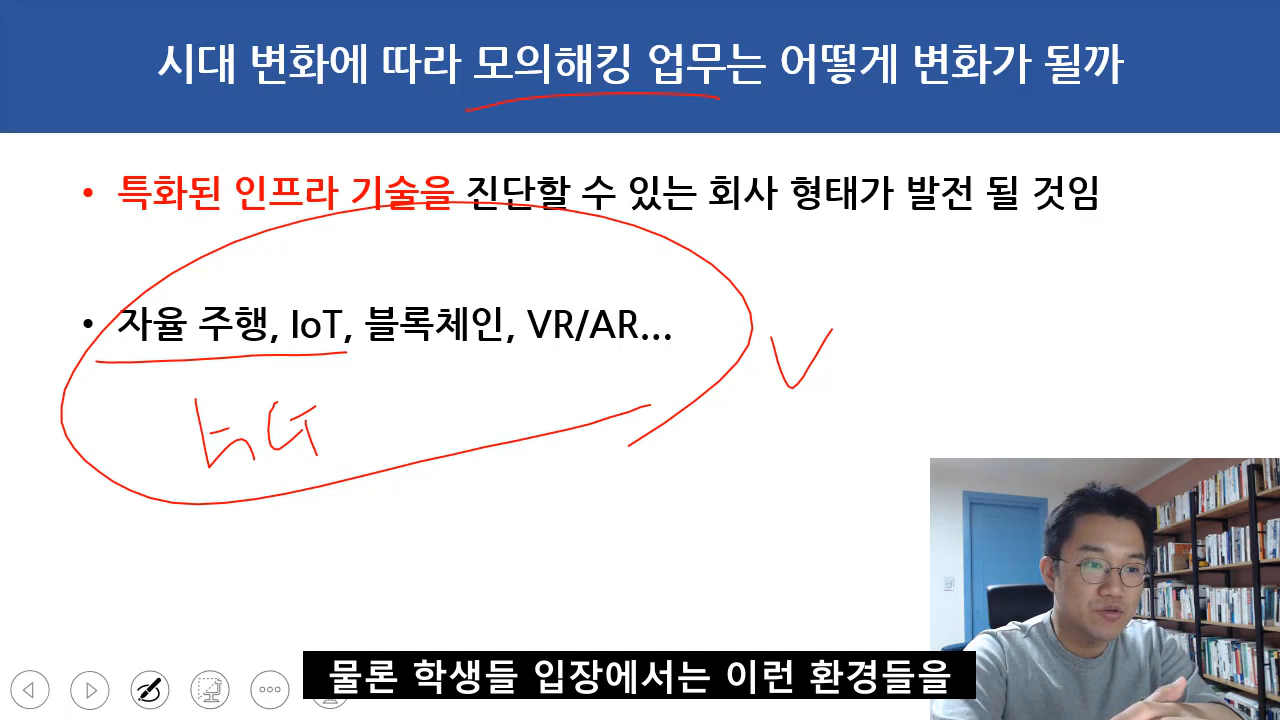 시대 변화에 따라 모의해킹 업무는 어떻게 변화가 될까
• 특화된 인프라 기술을 진단할 수 있는 회사 형태가 발전 될 것임
• 자율 주행, IoT, 블록체인, VR/AR...
5G
물론 학생들 입장에서는 이런 환경들을